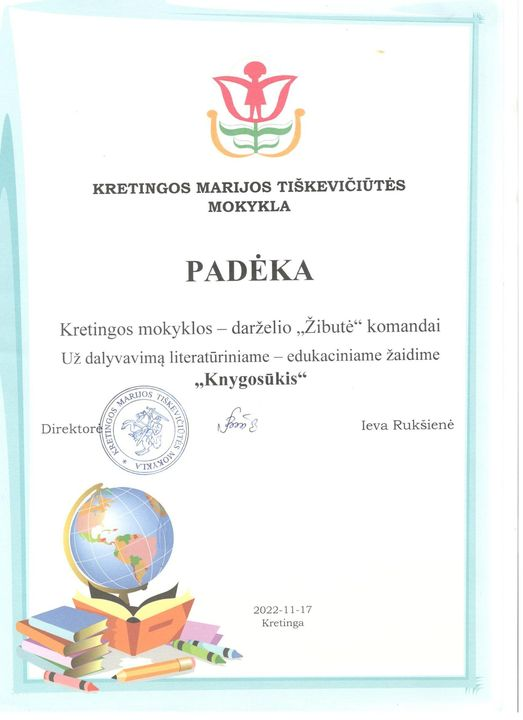 KRETINGOS MARIJOS TIŠKEVIČIŪTĖS
MOKYKLA
PADĖKA
Kretingos mokyklos – darželio „Žibutė“ komandai
Už dalyvavimą literatūriniame – edukaciniame žaidime
„Knygosūkis“
Direktorė
KRETINGOS MARIJOS TIŠKEVIČIŪTĖS MOKYKLA *
Ieva Rukšienė
2022-11-17
Kretinga